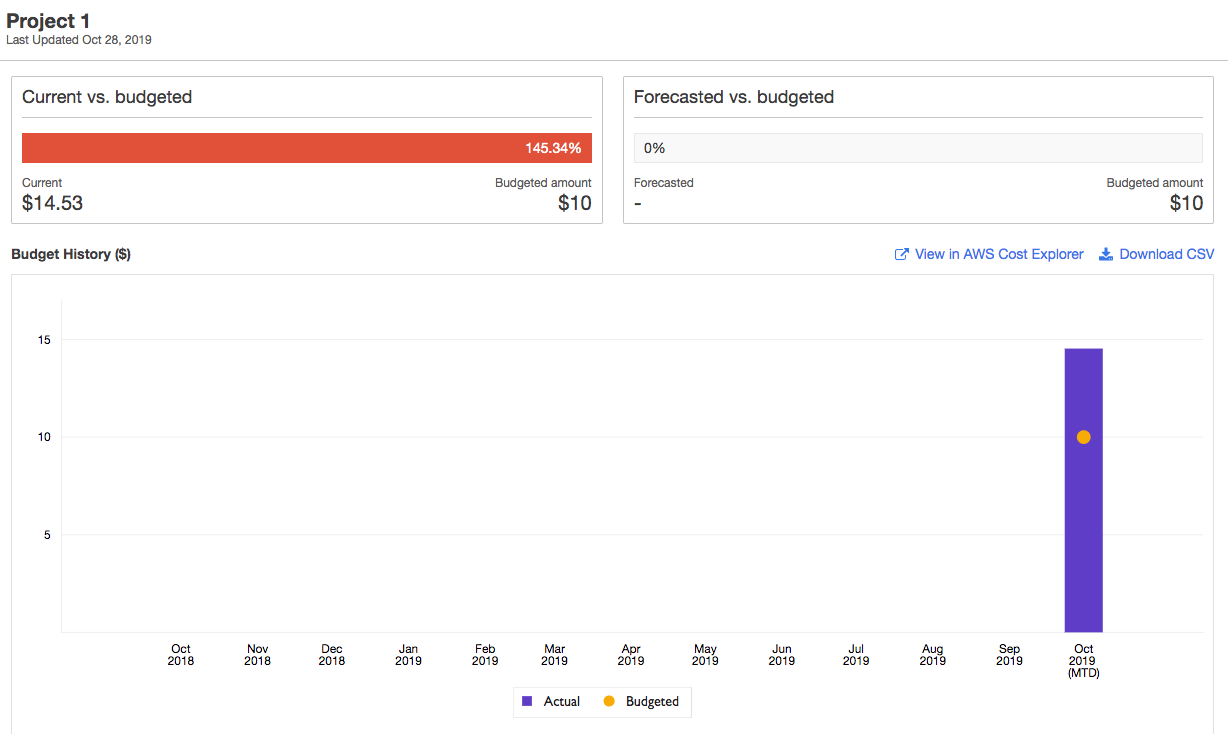 Project 1
Last Updated Oct 28, 2019
Current vs. budgeted
145.34%
Current
Budgeted amount
$14.53
$10
Forecasted vs. budgeted
0%
Forecasted
Budgeted amount
-
$10
Budget History ($)
View in AWS Cost Explorer
Download CSV
15
10
5
Oct 2018
Nov 2018
Dec 2018
Jan 2019
Feb 2019
Mar 2019
Apr 2019
May 2019
Jun 2019
Jul 2019
Aug 2019
Sep 2019
Oct 2019 (MTD)
Actual
Budgeted